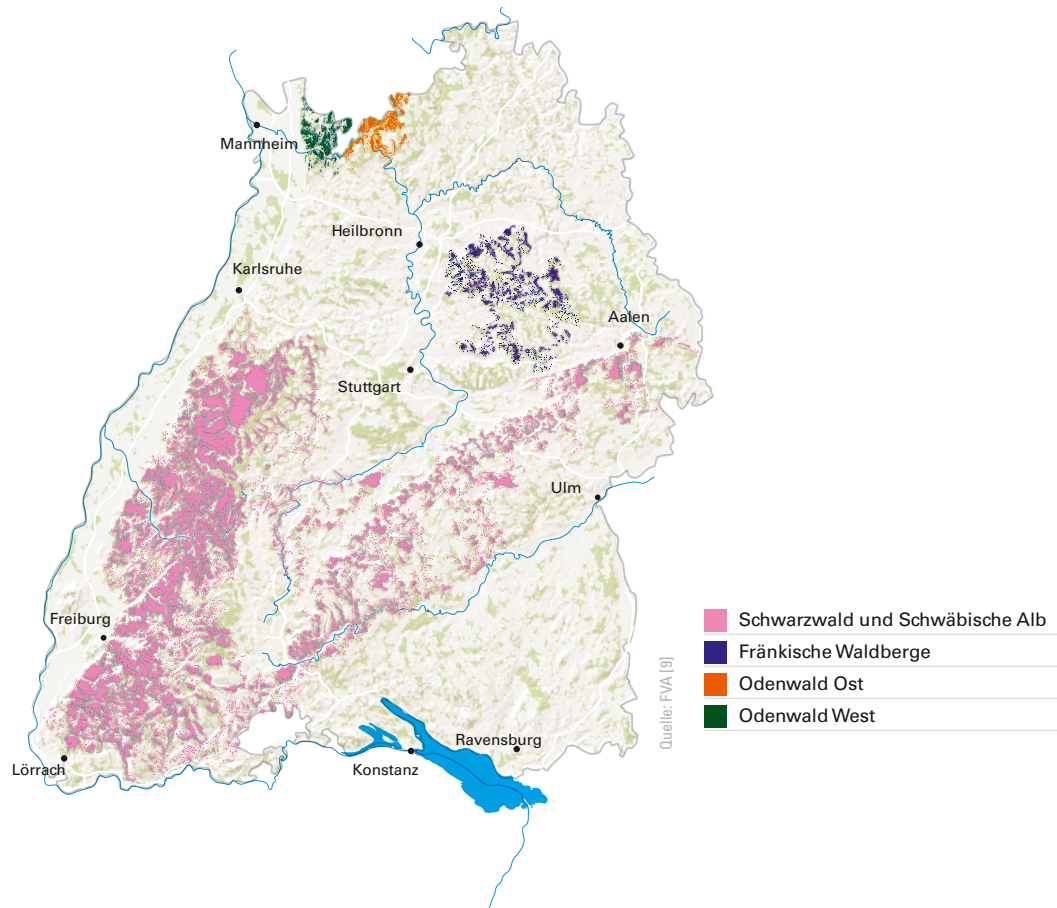 Mannheim
Heilbronn
Karlsruhe
Aalen
Stuttgart
Ulm
Freiburg
Lörrach
Konstanz
Ravensburg
Quelle: FVA [9]
Schwarzwald und Schwäbische Alb
Fränkische Waldberge
Odenwald Ost
Odenwald West